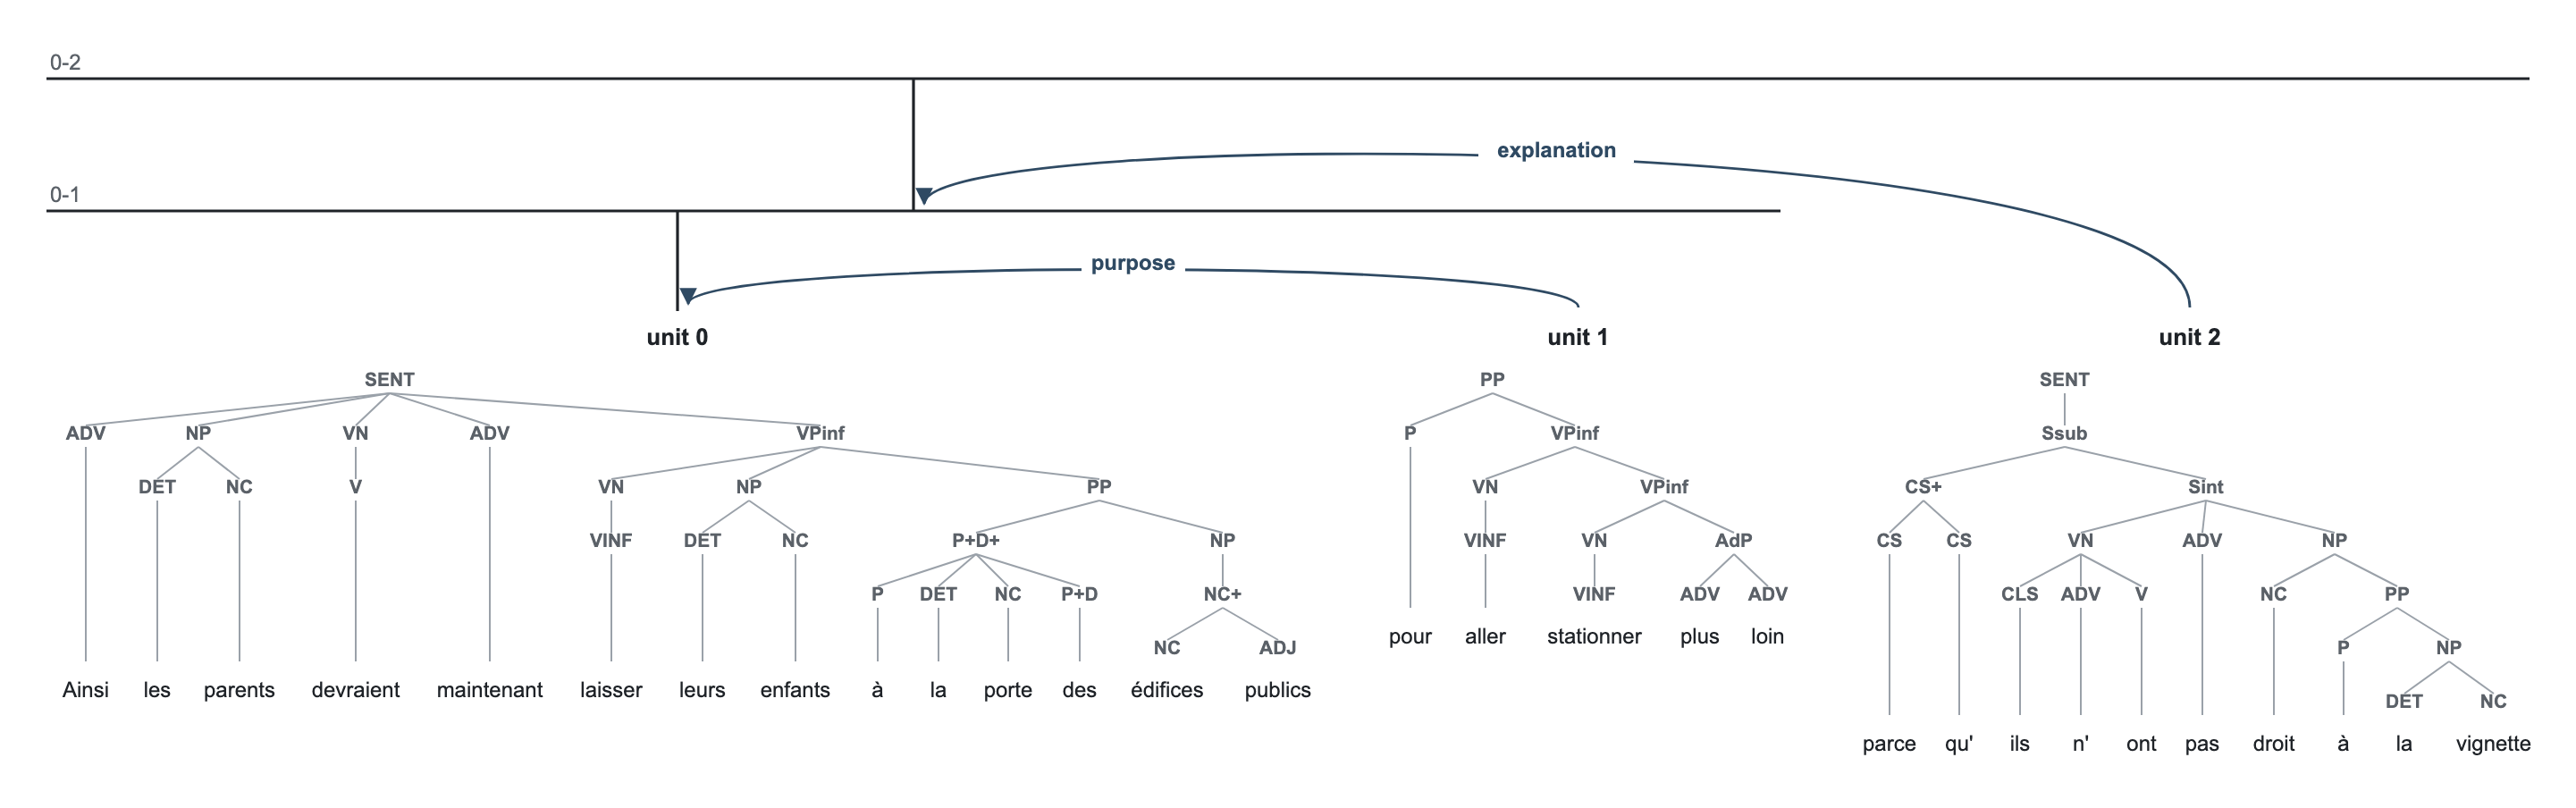 0-2
explanation
0-1
purpose
unit 0 unit 1 unit 2
SENT PP SENT
ADV NP VN ADV VPinf P VPinf Ssub
DET NC V VN NP PP VN VPinf CS+ Sint
VINF DET NC P+D+ NP VINF VN AdP CS CS VN ADV NP
P DET NC P+D NC+ VINF ADV ADV CLS ADV V NC PP
pour aller stationner plus loin
NC ADJ P NP
Ainsi les parents devraient maintenant laisser leurs enfants à la porte des édifices publics
DET NC
parce qu' ils n' ont pas droit à la vignette